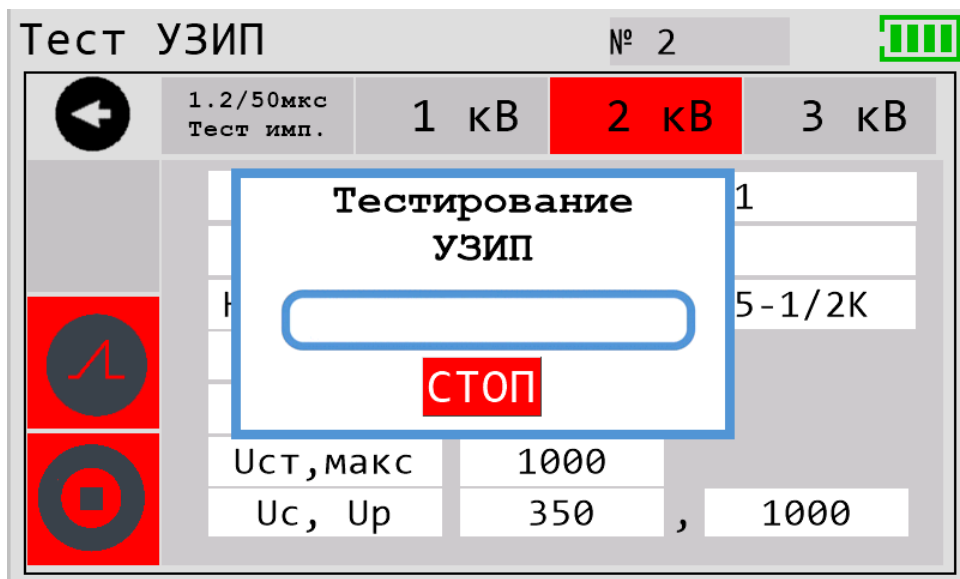 Тест УЗИП № 2
1.2/50мкс
Тест имп.
1 кВ 2 кВ 3 кВ
Тестирование
УЗИП
1
5-1/2К
СТОП
Uст,макс 1000
Uc, Up 350 , 1000